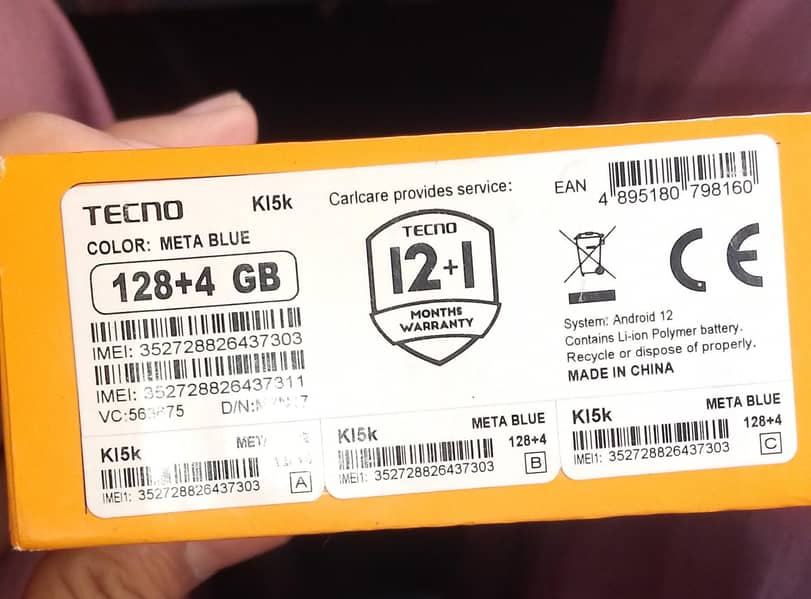 TECNO KI5k
COLOR: META BLUE
128+4 GB
IMEI: 352728826437303
IMEI: 352728826437311
D/N:
Carlcare provides service:
TECNO
12+1
MONTHS
WARRANTY
EAN 4 895180 798160
CE
System: Android 12
Contains Li-ion Polymer battery.
Recycle or dispose of properly.
MADE IN CHINA
KI5k
IMEI1: 352728826437303 A
KI5k META BLUE
128+4
IMEI1: 352728826437303 B
KI5k META BLUE
128+4
IMEI1: 352728826437303 C